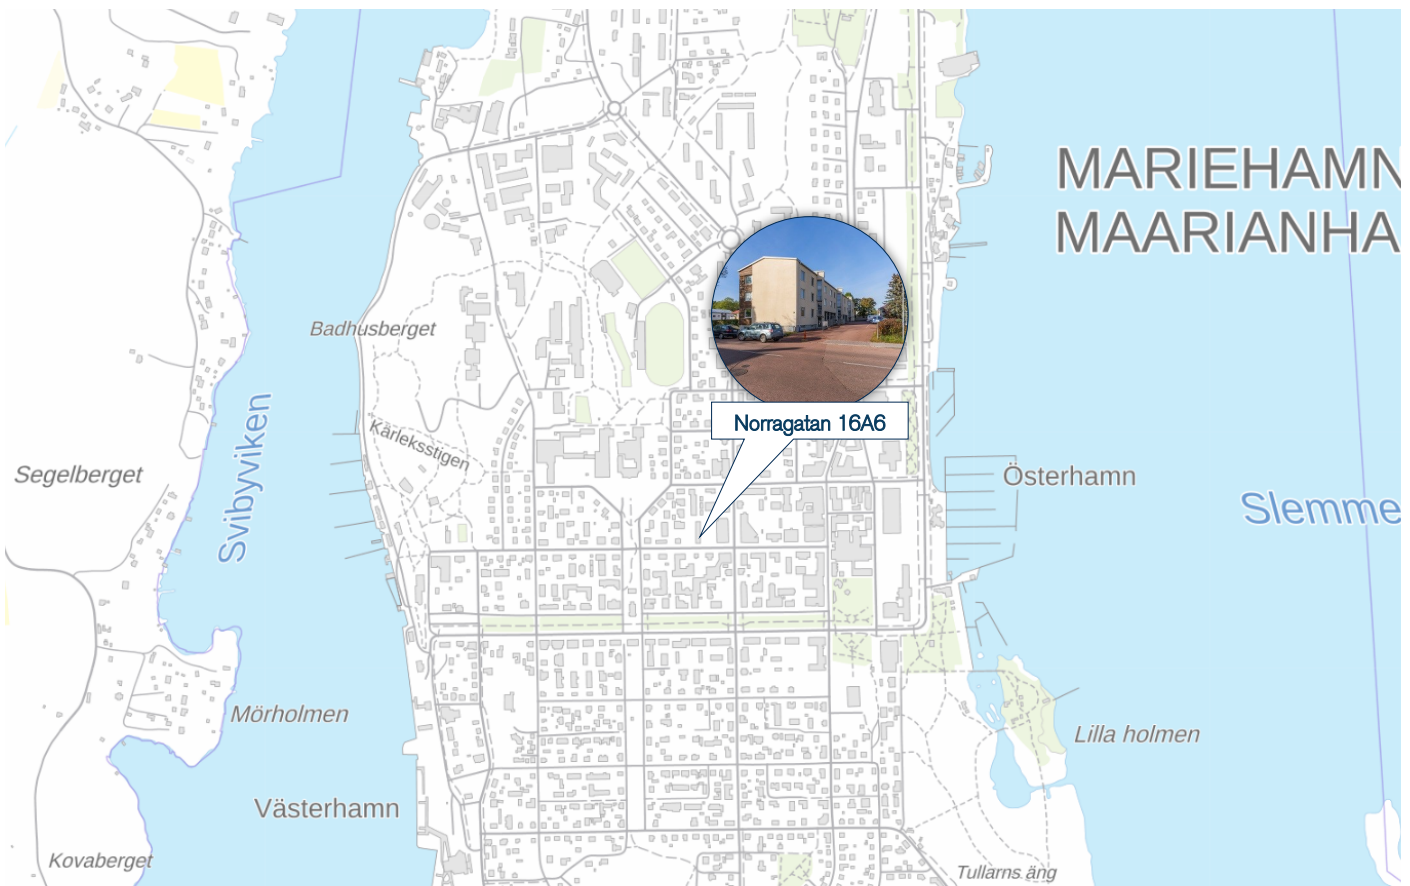 MARIEHAMN
MAARIANHA
Badhusberget
Norragatan 16A6
Kärleksstigen
Svibyviken
Segelberget
Österhamn
Slemme
Mörholmen
Lilla holmen
Västerhamn
Kovaberget
Tullarns äng